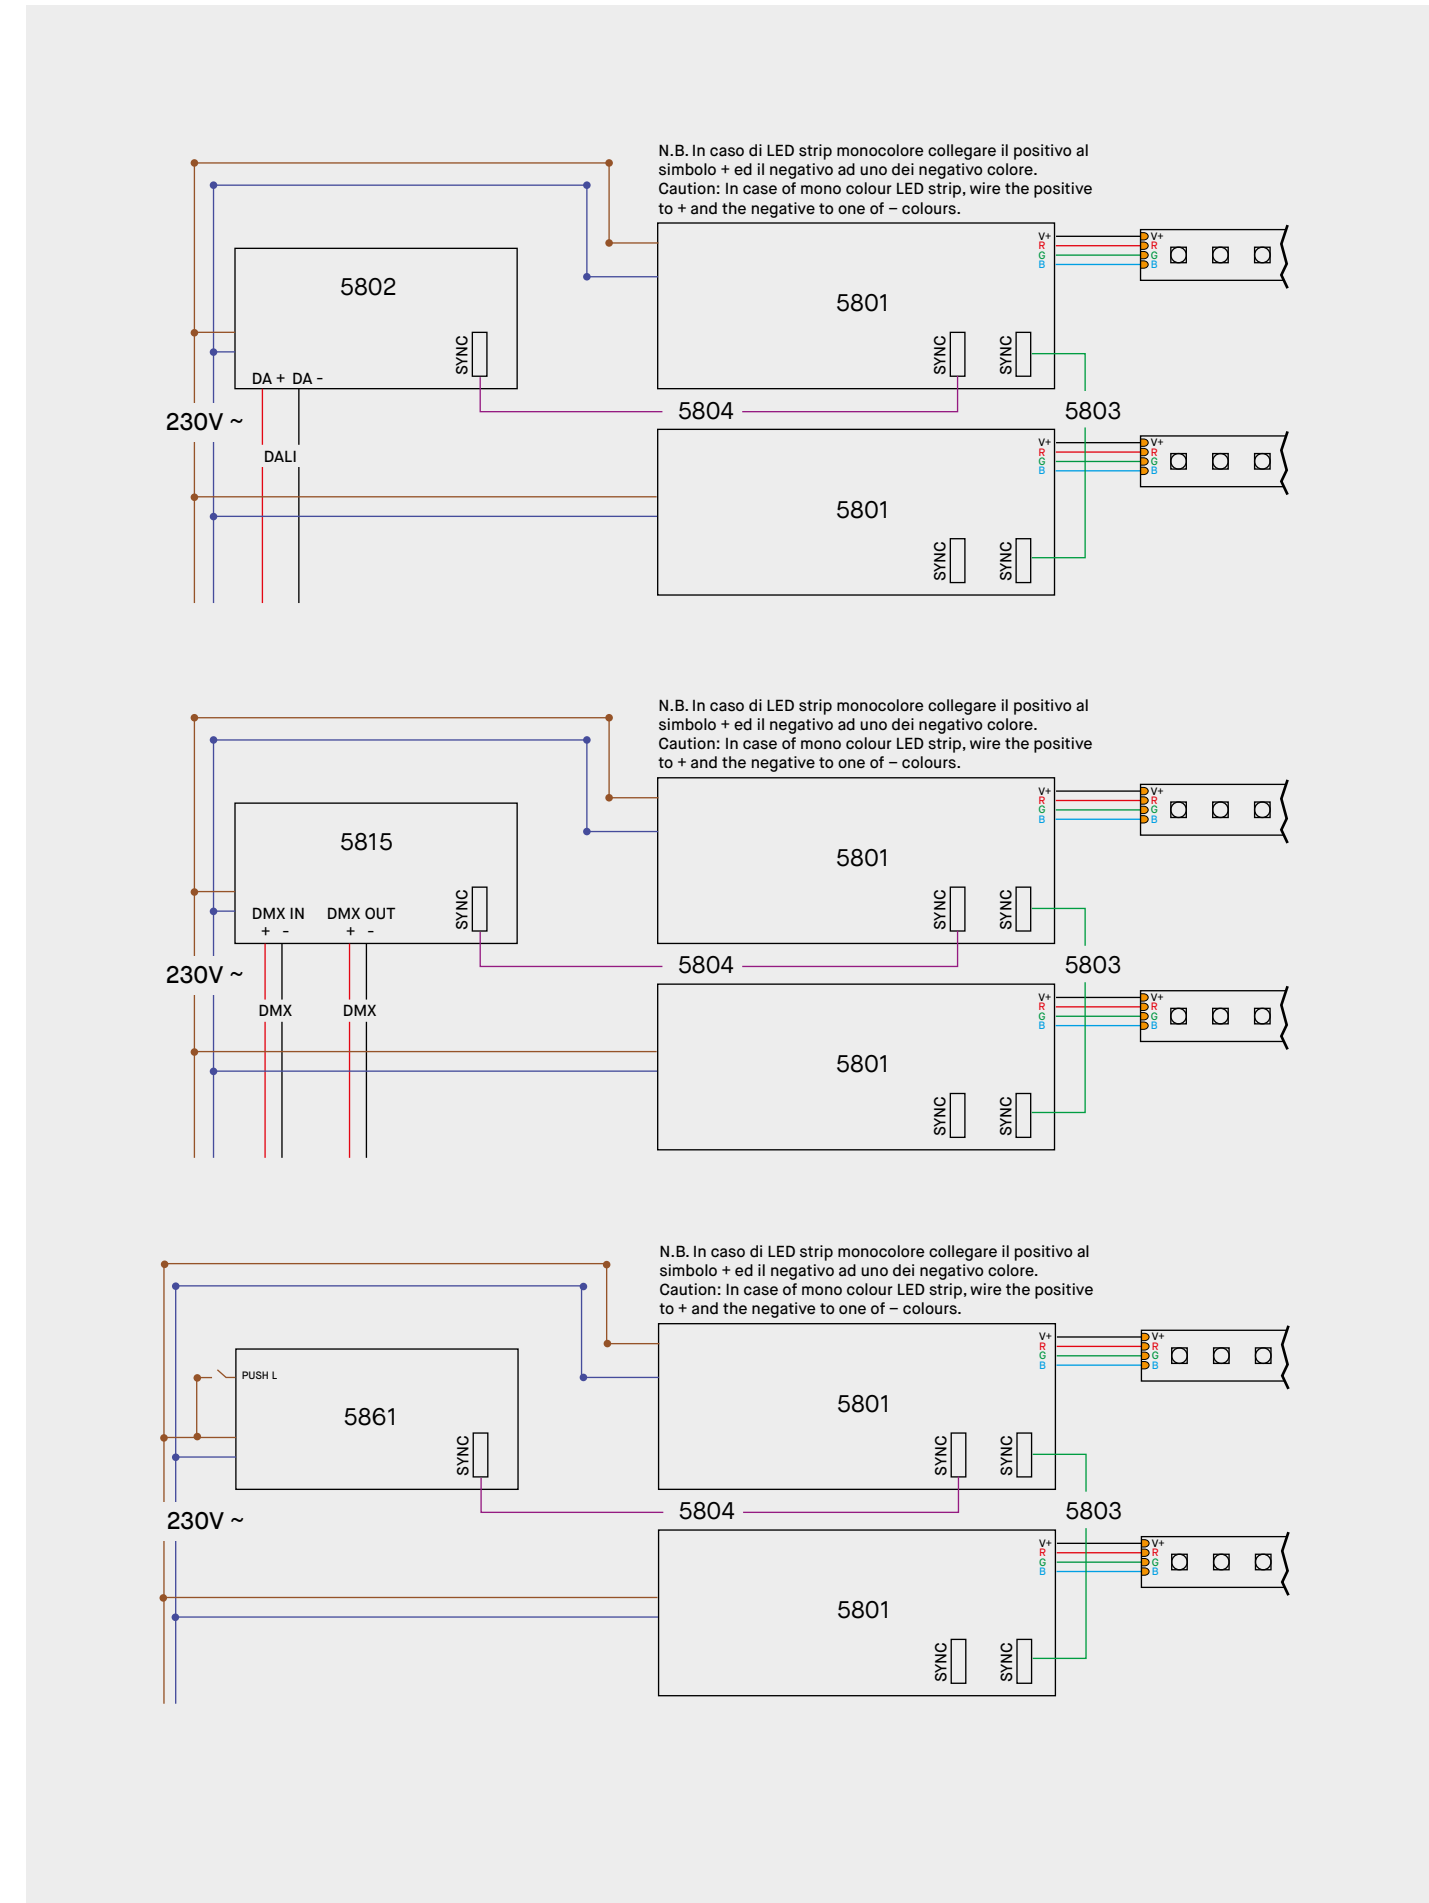 N.B. In caso di LED strip monocolore collegare il positivo al
simbolo + ed il negativo ad uno dei negativo colore.
Caution: In case of mono colour LED strip, wire the positive
to + and the negative to one of – colours.
5802
SYNC
DA + DA -
230V ~
DALI
5801
V+
R
G
B
SYNC
SYNC
V+
R
G
B
5804
5803
5801
V+
R
G
B
SYNC
SYNC
V+
R
G
B
N.B. In caso di LED strip monocolore collegare il positivo al
simbolo + ed il negativo ad uno dei negativo colore.
Caution: In case of mono colour LED strip, wire the positive
to + and the negative to one of – colours.
5815
SYNC
DMX IN DMX OUT
+ - + -
230V ~
DMX DMX
5801
V+
R
G
B
SYNC
SYNC
V+
R
G
B
5804
5803
5801
V+
R
G
B
SYNC
SYNC
V+
R
G
B
N.B. In caso di LED strip monocolore collegare il positivo al
simbolo + ed il negativo ad uno dei negativo colore.
Caution: In case of mono colour LED strip, wire the positive
to + and the negative to one of – colours.
PUSH L
5861
SYNC
230V ~
5801
V+
R
G
B
SYNC
SYNC
V+
R
G
B
5804
5803
5801
V+
R
G
B
SYNC
SYNC
V+
R
G
B